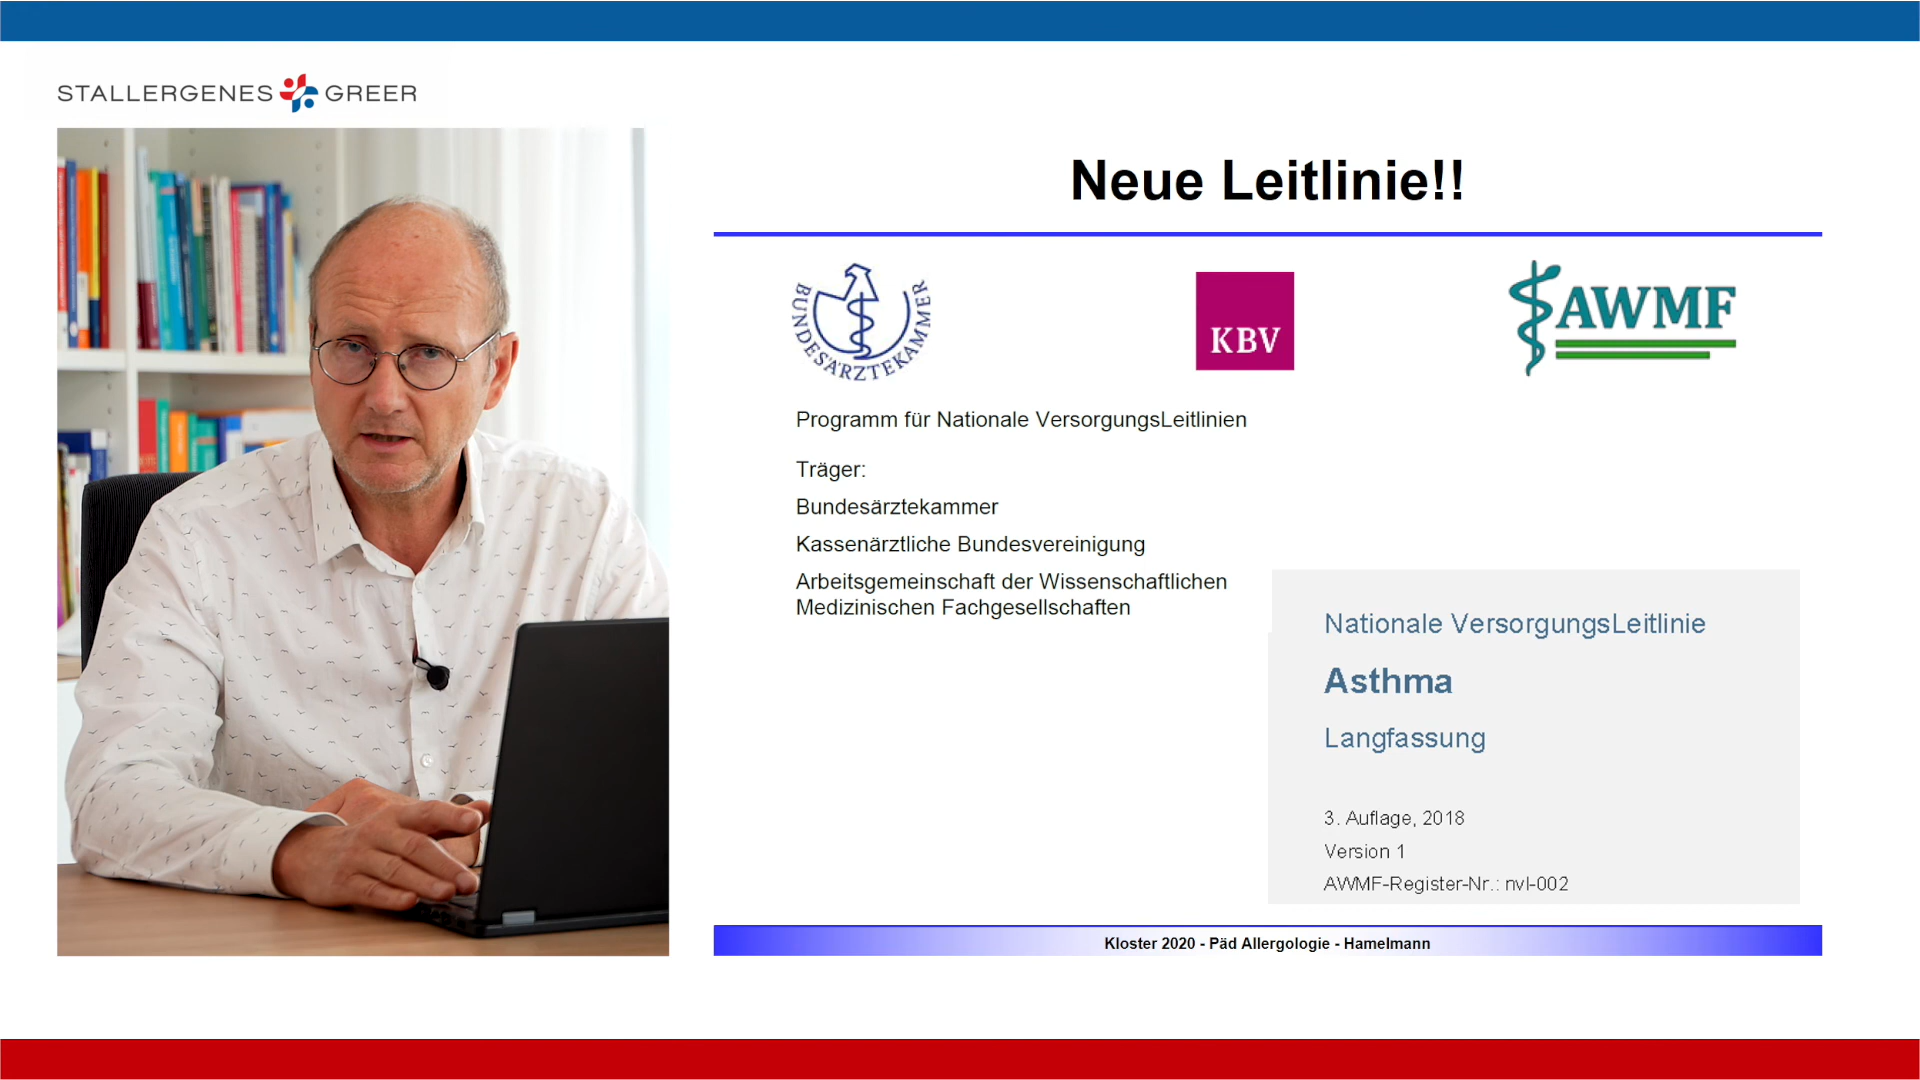 STALLERGENES GREER
Neue Leitlinie!!
BUNDESÄRZTEKAMMER
KBV
AWMF
Programm für Nationale VersorgungsLeitlinien
Träger:
Bundesärztekammer
Kassenärztliche Bundesvereinigung
Arbeitsgemeinschaft der Wissenschaftlichen
Medizinischen Fachgesellschaften
Nationale VersorgungsLeitlinie
Asthma
Langfassung
3. Auflage, 2018
Version 1
AWMF-Register-Nr.: nvl-002
Kloster 2020 - Päd Allergologie - Hamelmann